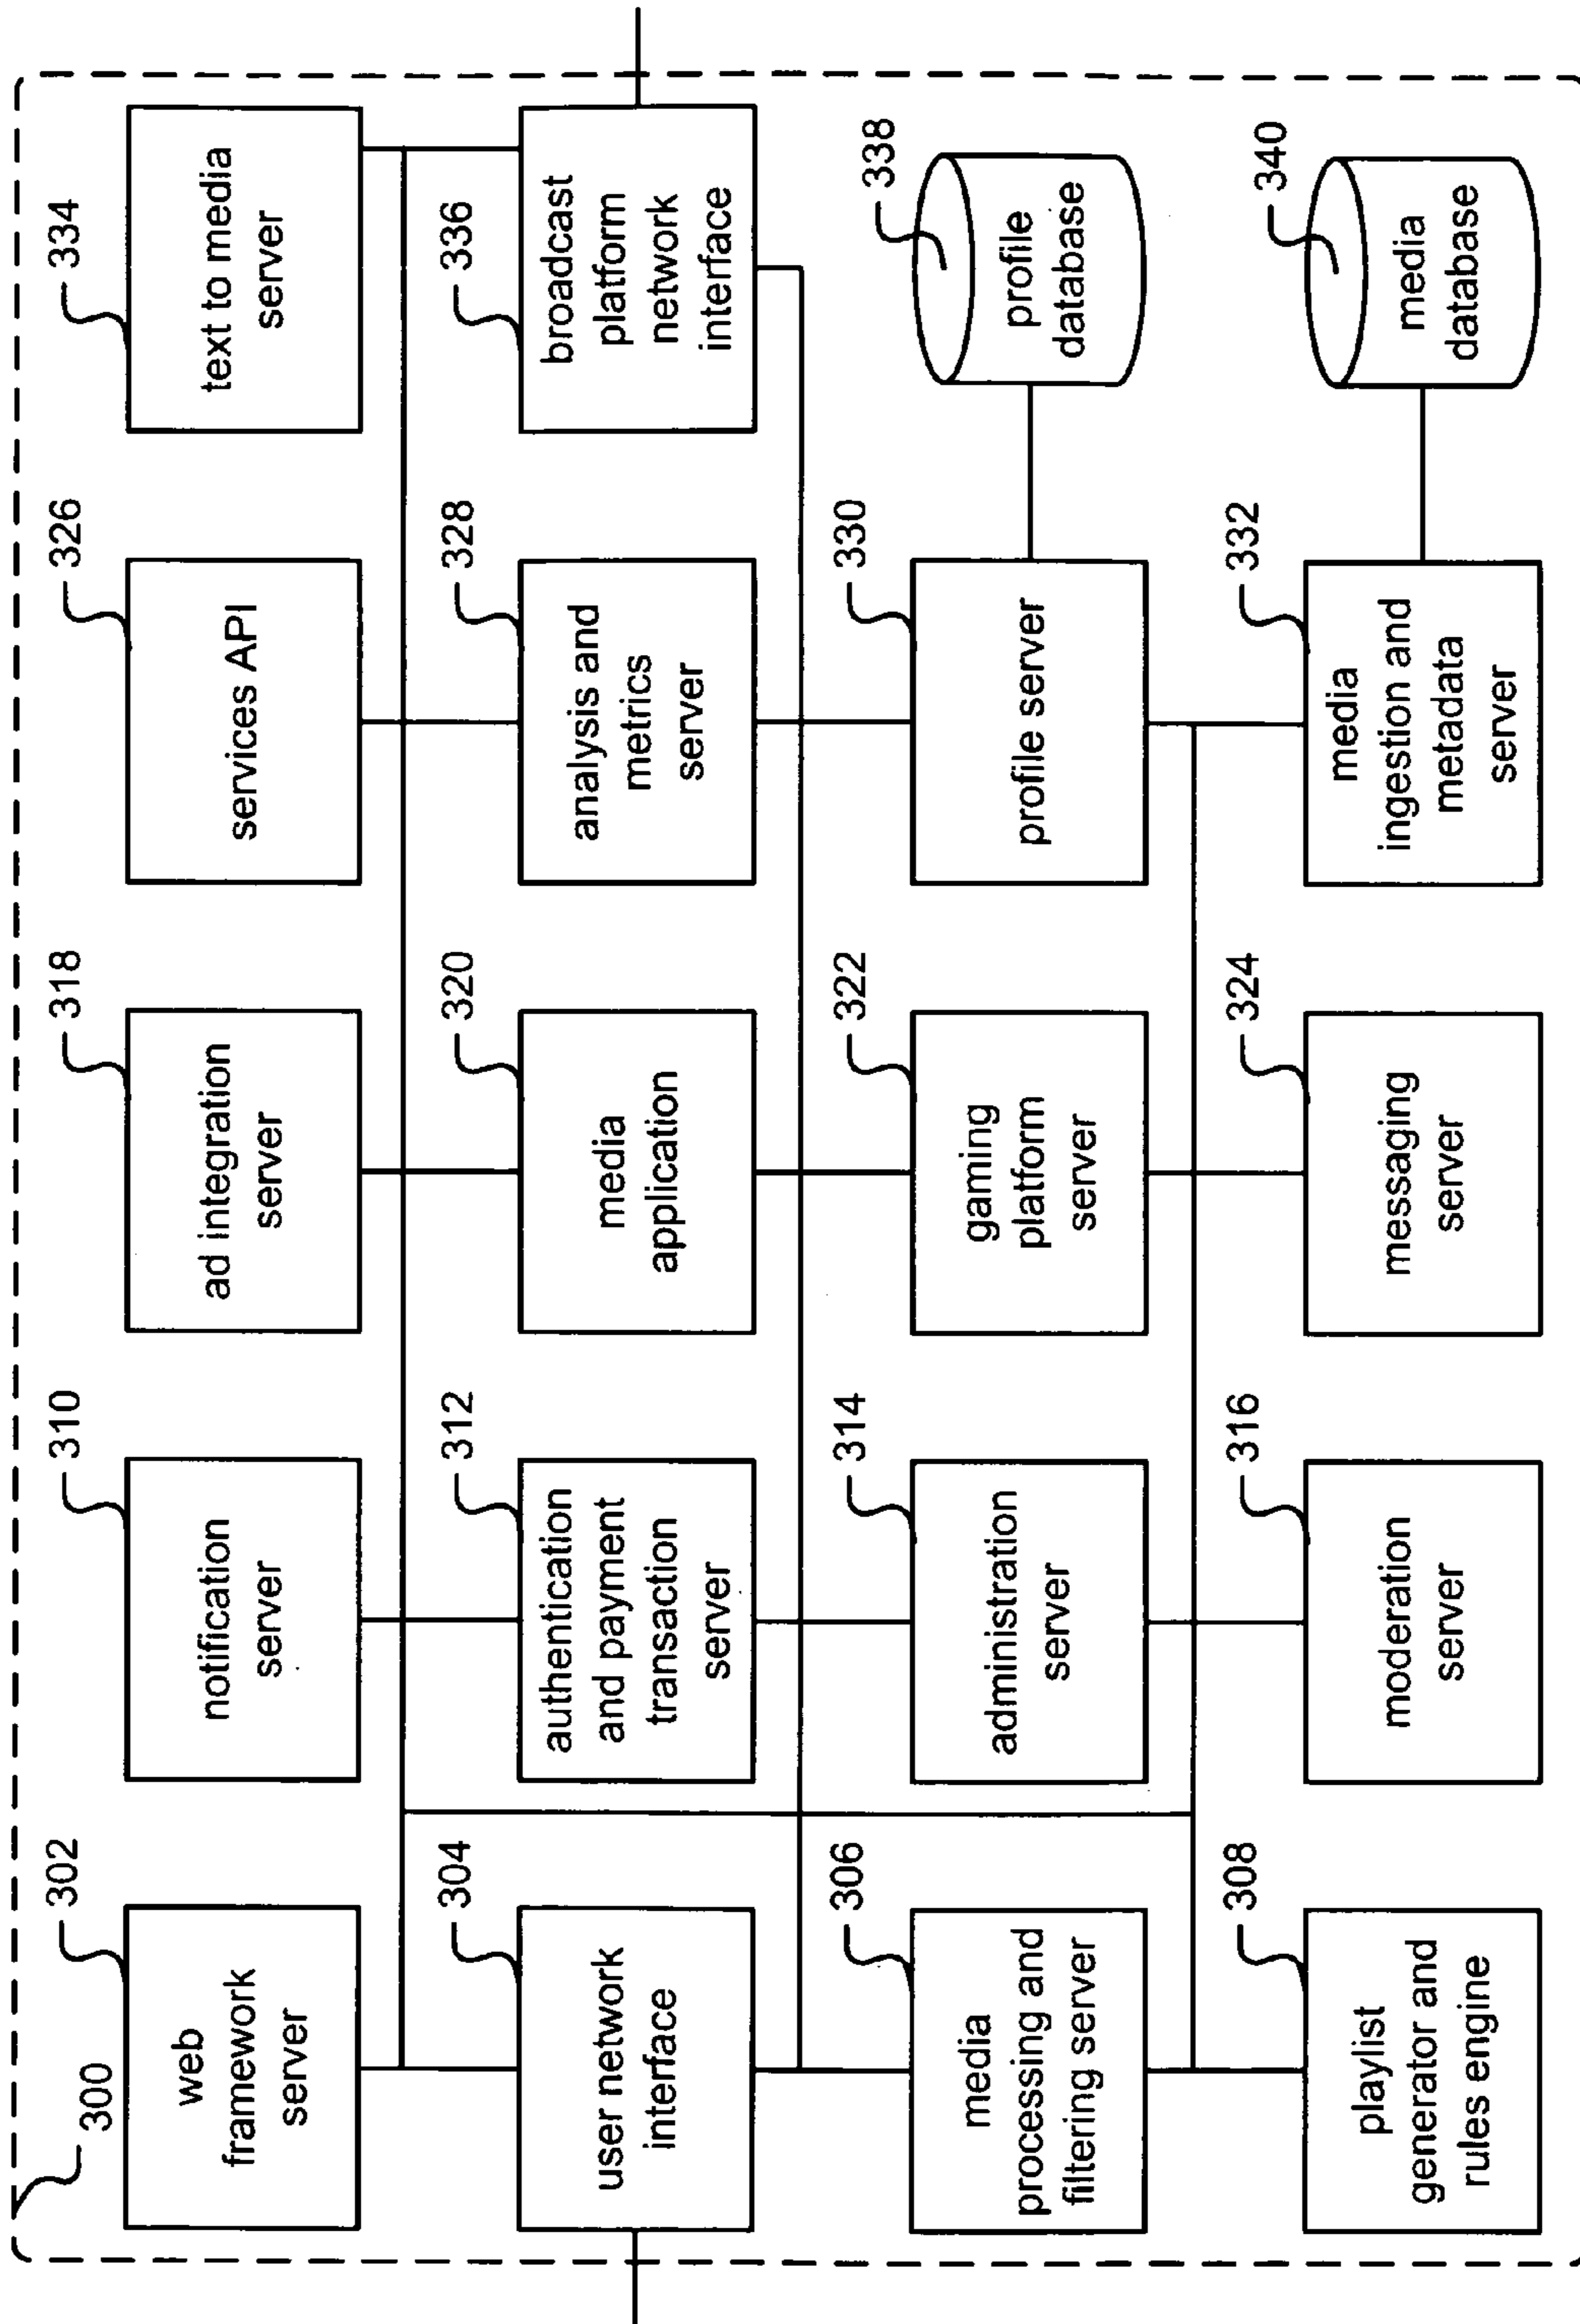 300
302
web
framework
server
304
user network
interface
306
media
processing and
filtering server
308
playlist
generator and
rules engine
310
notification
server
312
authentication
and payment
transaction
server
314
administration
server
316
moderation
server
318
ad integration
server
320
media
application
322
gaming
platform
server
324
messaging
server
326
services API
328
analysis and
metrics
server
330
profile server
332
media
ingestion and
metadata
server
334
text to media
server
336
broadcast
platform
network
interface
338
profile
database
340
media
database